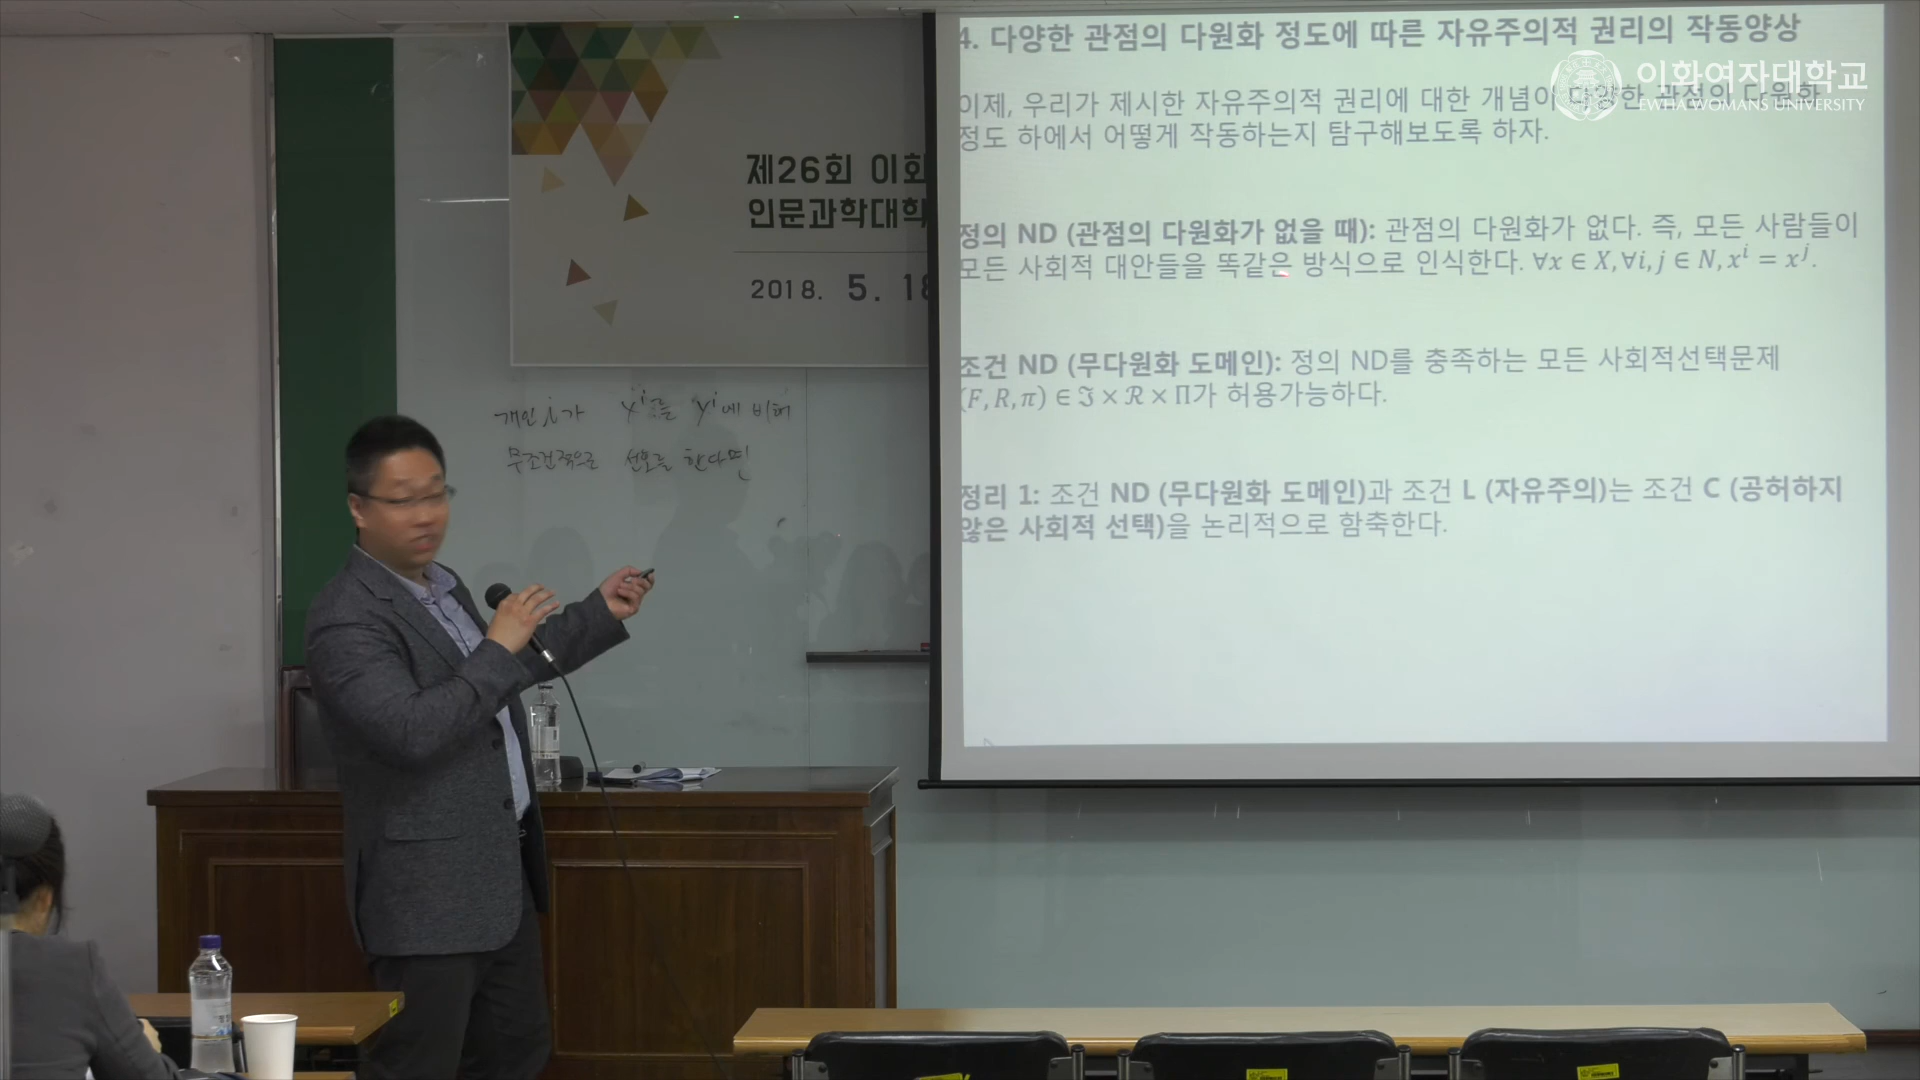 제26회 이화
인문과학대학
2018. 5. 18
개인 i가 x^i를 y^i에 비해
무조건적으로 선호를 한다면
4. 다양한 관점의 다원화 정도에 따른 자유주의적 권리의 작동양상
이화여자대학교
EWHA WOMANS UNIVERSITY
이제, 우리가 제시한 자유주의적 권리에 대한 개념이 다양한 관점의 다원화
정도 하에서 어떻게 작동하는지 탐구해보도록 하자.
정의 ND (관점의 다원화가 없을 때): 관점의 다원화가 없다. 즉, 모든 사람들이
모든 사회적 대안들을 똑같은 방식으로 인식한다. ∀x ∈ X, ∀i, j ∈ N, x^i = x^j.
조건 ND (무다원화 도메인): 정의 ND를 충족하는 모든 사회적선택문제
(F, R, π) ∈ ℑ × ℛ × Π가 허용가능하다.
정리 1: 조건 ND (무다원화 도메인)과 조건 L (자유주의)는 조건 C (공허하지
않은 사회적 선택)을 논리적으로 함축한다.